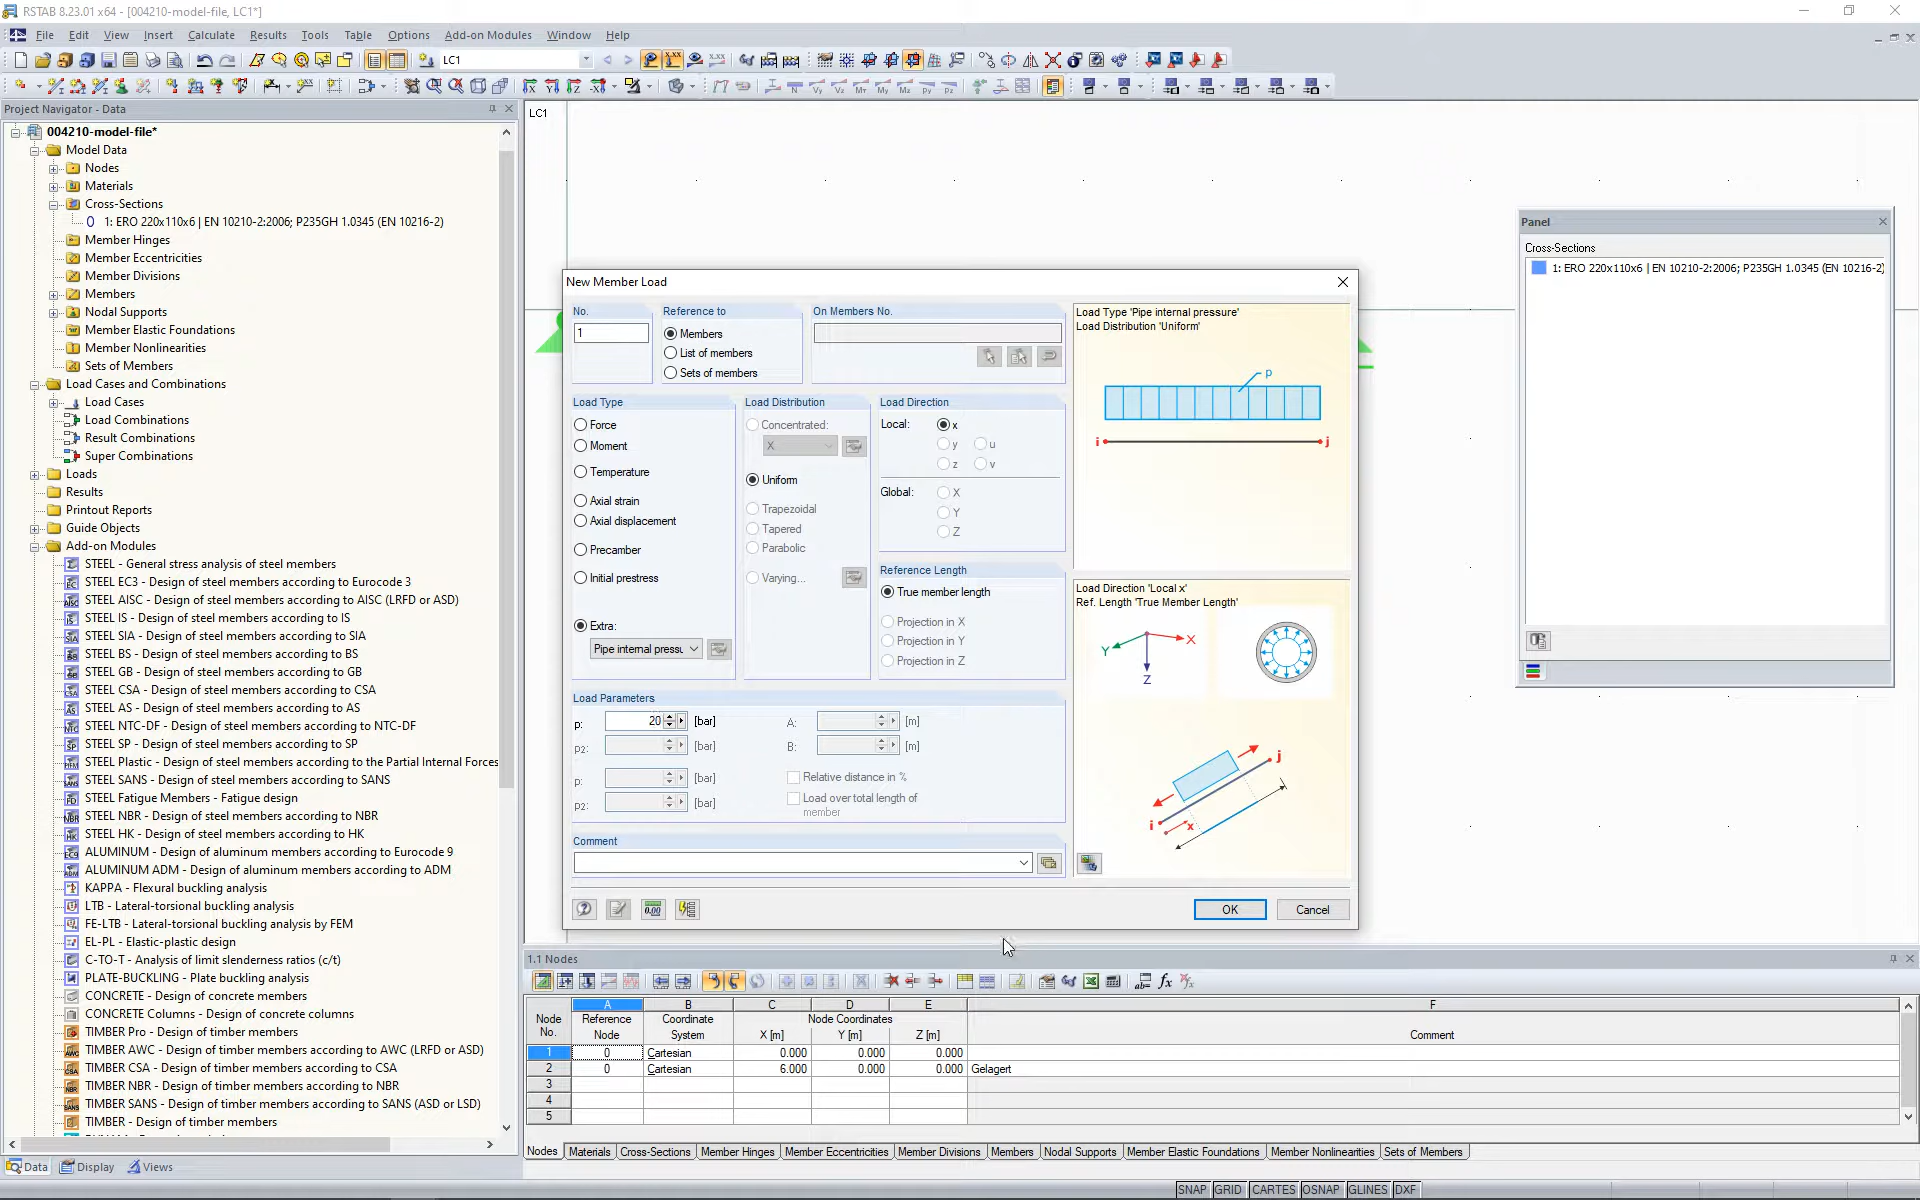 RSTAB 8.23.01 x64 - [004210-model-file, LC1*]
File Edit View Insert Calculate Results Tools Table Options Add-on Modules Window Help
LC1
Project Navigator - Data
004210-model-file*
Model Data
Nodes
Materials
Cross-Sections
1: ERO 220x110x6 | EN 10210-2:2006; P235GH 1.0345 (EN 10216-2)
Member Hinges
Member Eccentricities
Member Divisions
Members
Nodal Supports
Member Elastic Foundations
Member Nonlinearities
Sets of Members
Load Cases and Combinations
Load Cases
Load Combinations
Result Combinations
Super Combinations
Loads
Results
Printout Reports
Guide Objects
Add-on Modules
STEEL - General stress analysis of steel members
STEEL EC3 - Design of steel members according to Eurocode 3
STEEL AISC - Design of steel members according to AISC (LRFD or ASD)
STEEL IS - Design of steel members according to IS
STEEL SIA - Design of steel members according to SIA
STEEL BS - Design of steel members according to BS
STEEL GB - Design of steel members according to GB
STEEL CSA - Design of steel members according to CSA
STEEL AS - Design of steel members according to AS
STEEL NTC-DF - Design of steel members according to NTC-DF
STEEL SP - Design of steel members according to SP
STEEL Plastic - Design of steel members according to the Partial Internal Forces
STEEL SANS - Design of steel members according to SANS
STEEL Fatigue Members - Fatigue design
STEEL NBR - Design of steel members according to NBR
STEEL HK - Design of steel members according to HK
ALUMINUM - Design of aluminum members according to Eurocode 9
ALUMINUM ADM - Design of aluminum members according to ADM
KAPPA - Flexural buckling analysis
LTB - Lateral-torsional buckling analysis
FE-LTB - Lateral-torsional buckling analysis by FEM
EL-PL - Elastic-plastic design
C-TO-T - Analysis of limit slenderness ratios (c/t)
PLATE-BUCKLING - Plate buckling analysis
CONCRETE - Design of concrete members
CONCRETE Columns - Design of concrete columns
TIMBER Pro - Design of timber members
TIMBER AWC - Design of timber members according to AWC (LRFD or ASD)
TIMBER CSA - Design of timber members according to CSA
TIMBER NBR - Design of timber members according to NBR
TIMBER SANS - Design of timber members according to SANS (ASD or LSD)
TIMBER - Design of timber members
Data Display Views
LC1
New Member Load
No.
1
Reference to
Members
List of members
Sets of members
On Members No.
Load Type
Force
Moment
Temperature
Axial strain
Axial displacement
Precamber
Initial prestress
Extra:
Pipe internal pressu
Load Distribution
Concentrated:
X
Uniform
Trapezoidal
Tapered
Parabolic
Varying...
Load Direction
Local: x
y u
z v
Global: X
Y
Z
Reference Length
True member length
Projection in X
Projection in Y
Projection in Z
Load Parameters
p: 20 [bar] A: [m]
p2: [bar] B: [m]
p: [bar] Relative distance in %
p2: [bar] Load over total length of
member
Comment
Load Type 'Pipe internal pressure'
Load Distribution 'Uniform'
p
i j
Load Direction 'Local x'
Ref. Length 'True Member Length'
X
Y
Z
j
i x
OK Cancel
Panel
Cross-Sections
1: ERO 220x110x6 | EN 10210-2:2006; P235GH 1.0345 (EN 10216-2)
1.1 Nodes
A B C D E F
Node Reference Coordinate Node Coordinates
No. Node System X [m] Y [m] Z [m] Comment
1 0 Cartesian 0.000 0.000 0.000
2 0 Cartesian 6.000 0.000 0.000 Gelagert
3
4
5
Nodes Materials Cross-Sections Member Hinges Member Eccentricities Member Divisions Members Nodal Supports Member Elastic Foundations Member Nonlinearities Sets of Members
SNAP GRID CARTES OSNAP GLINES DXF